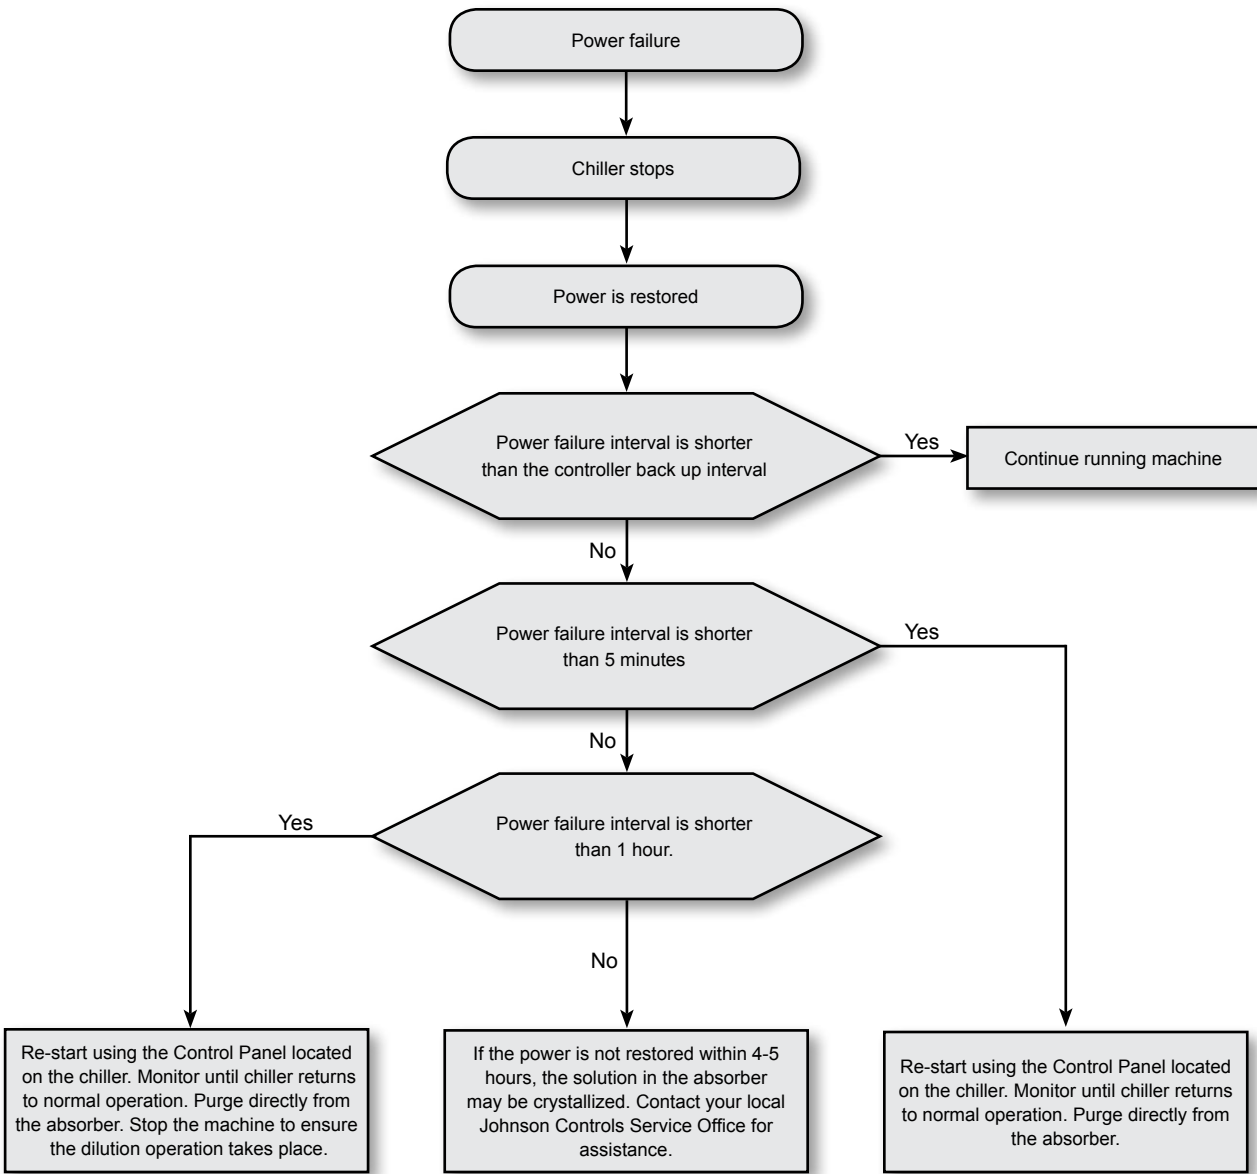 Power failure
Chiller stops
Power is restored
Power failure interval is shorter
than the controller back up interval
Yes
Continue running machine
No
Power failure interval is shorter
than 5 minutes
Yes
No
Power failure interval is shorter
than 1 hour.
Yes
No
Re-start using the Control Panel located
on the chiller. Monitor until chiller returns
to normal operation. Purge directly from
the absorber. Stop the machine to ensure
the dilution operation takes place.
If the power is not restored within 4-5
hours, the solution in the absorber
may be crystallized. Contact your local
Johnson Controls Service Office for
assistance.
Re-start using the Control Panel located
on the chiller. Monitor until chiller returns
to normal operation. Purge directly from
the absorber.